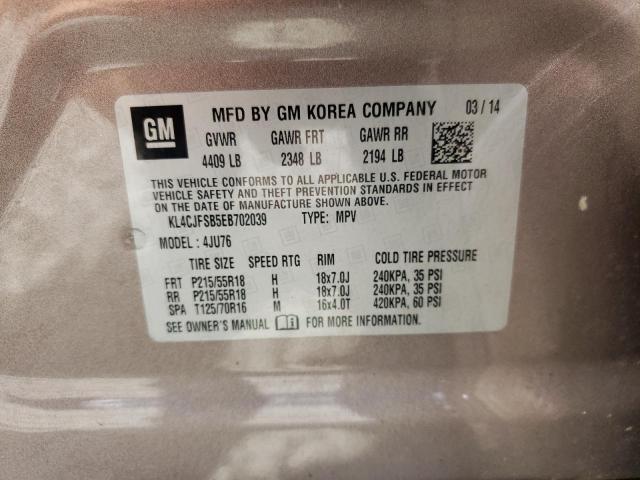 GM
MFD BY GM KOREA COMPANY 03 / 14
GVWR GAWR FRT GAWR RR
4409 LB 2348 LB 2194 LB
THIS VEHICLE CONFORMS TO ALL APPLICABLE U.S. FEDERAL MOTOR
VEHICLE SAFETY AND THEFT PREVENTION STANDARDS IN EFFECT
ON THE DATE OF MANUFACTURE SHOWN ABOVE.
KL4CJFSB5EB702039 TYPE: MPV
MODEL: 4JU76
TIRE SIZE SPEED RTG RIM COLD TIRE PRESSURE
FRT P215/55R18 H 18x7.0J 240KPA, 35 PSI
RR P215/55R18 H 18x7.0J 240KPA, 35 PSI
SPA T125/70R16 M 16x4.0T 420KPA, 60 PSI
SEE OWNER'S MANUAL FOR MORE INFORMATION.